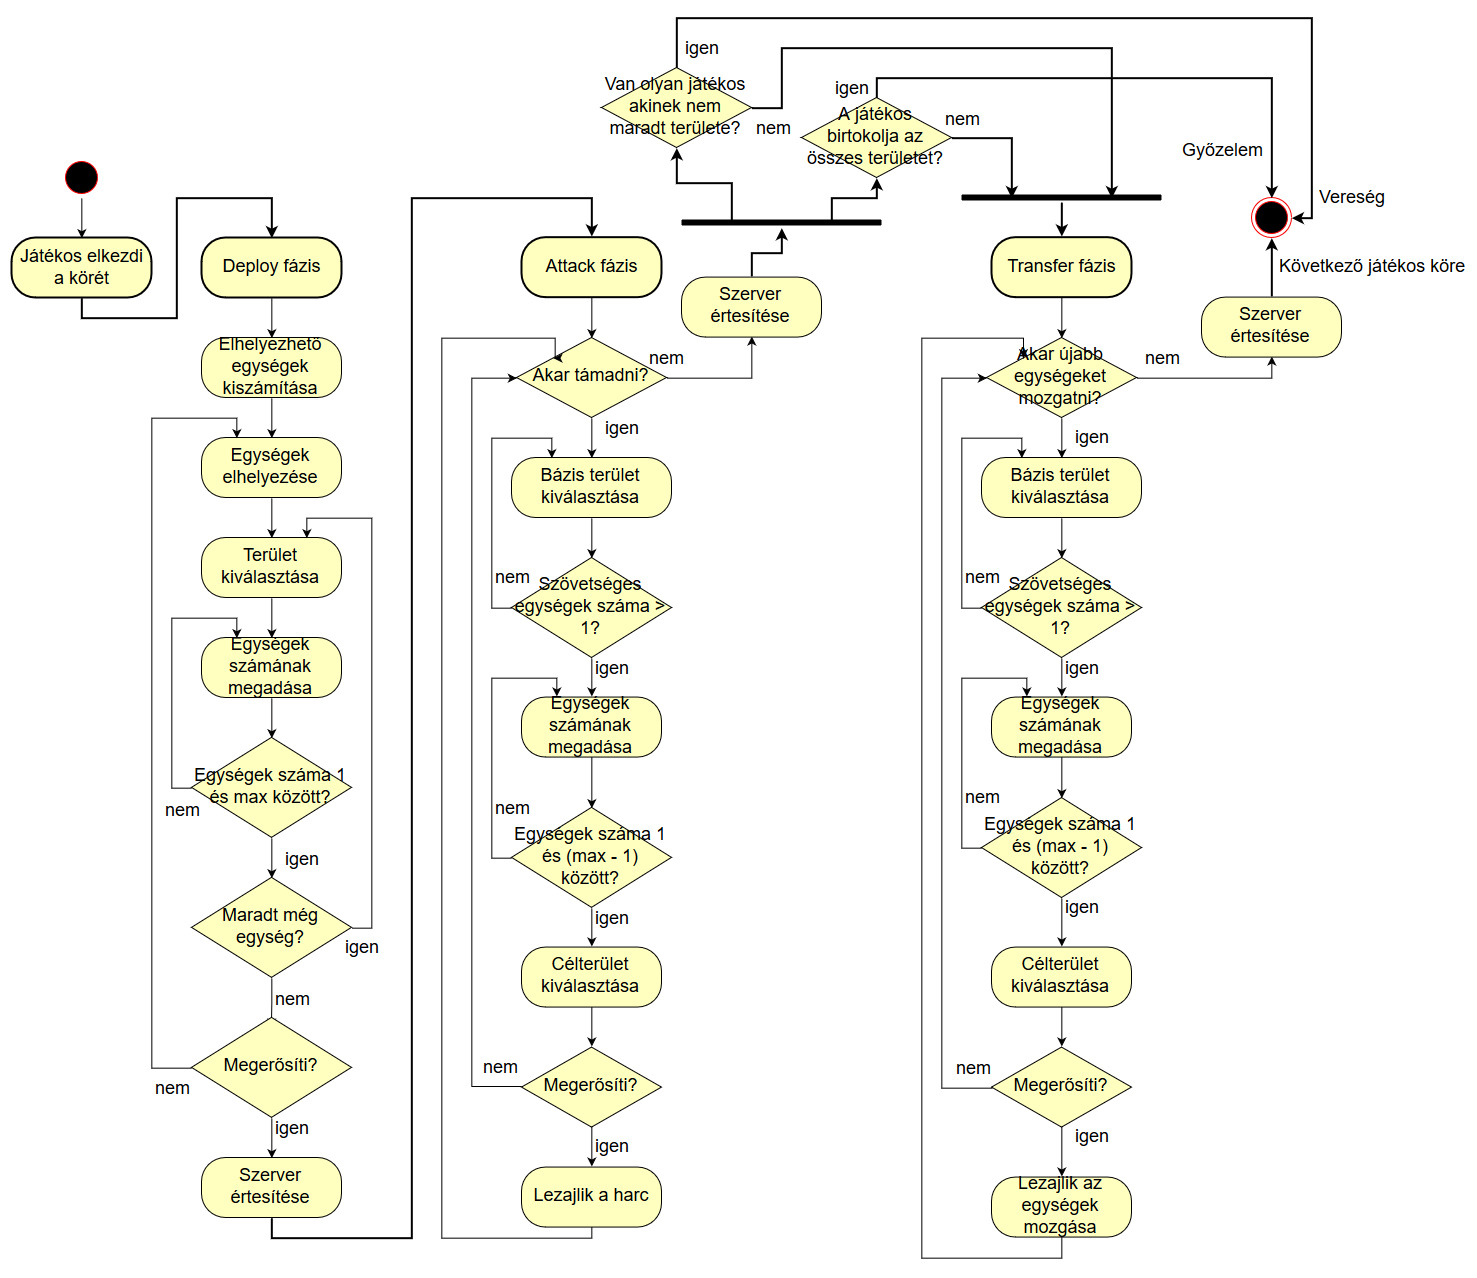 igen
Van olyan játékos
akinek nem
maradt területe?
nem
igen
A játékos
birtokolja az
összes területet?
nem
Győzelem
Vereség
Játékos elkezdi
a körét
Deploy fázis
Elhelyezhető
egységek
kiszámítása
Egységek
elhelyezése
Terület
kiválasztása
Egységek
számának
megadása
Egységek száma 1
és max között?
nem
igen
Maradt még
egység?
igen
nem
Megerősíti?
nem
igen
Szerver
értesítése
Attack fázis
Akar támadni?
nem
Szerver
értesítése
igen
Bázis terület
kiválasztása
nem
Szövetséges
egységek száma >
1?
igen
Egységek
számának
megadása
nem
Egységek száma 1
és (max - 1)
között?
igen
Célterület
kiválasztása
nem
Megerősíti?
igen
Lezajlik a harc
Transfer fázis
Következő játékos köre
Szerver
értesítése
Akar újabb
egységeket
mozgatni?
nem
igen
Bázis terület
kiválasztása
nem
Szövetséges
egységek száma >
1?
igen
Egységek
számának
megadása
nem
Egységek száma 1
és (max - 1)
között?
igen
Célterület
kiválasztása
nem
Megerősíti?
igen
Lezajlik az
egységek
mozgása